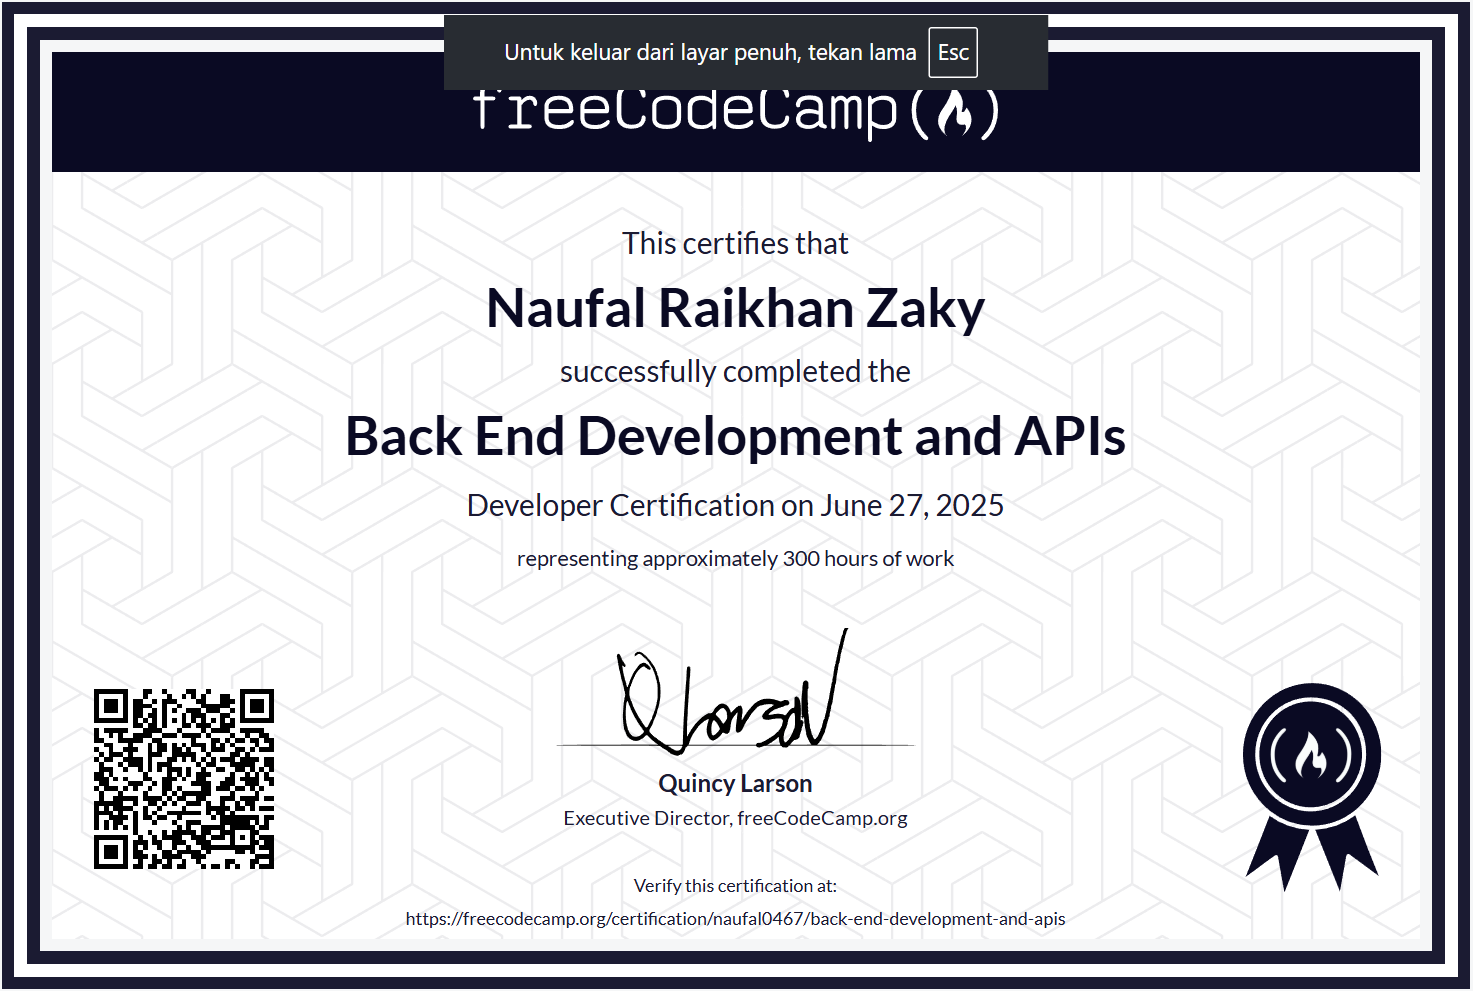 Untuk keluar dari layar penuh, tekan lama Esc
freeCodeCamp(🔥)
This certifies that
Naufal Raikhan Zaky
successfully completed the
Back End Development and APIs
Developer Certification on June 27, 2025
representing approximately 300 hours of work
Q Larson
Quincy Larson
Executive Director, freeCodeCamp.org
Verify this certification at:
https://freecodecamp.org/certification/naufal0467/back-end-development-and-apis